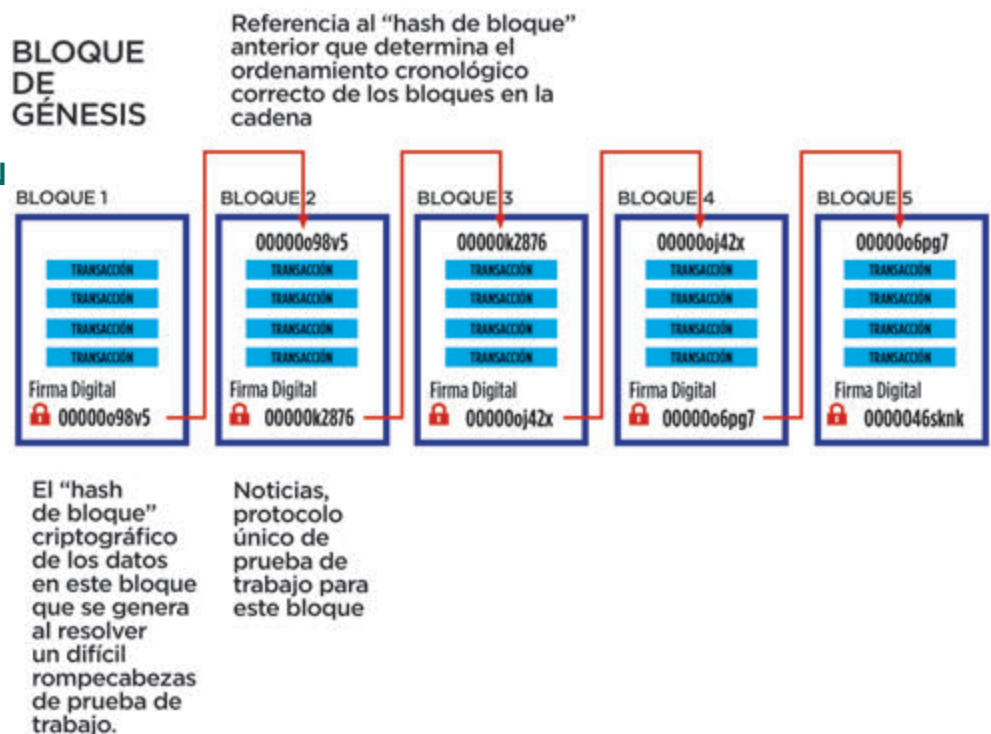 BLOQUE
DE
GÉNESIS
Referencia al “hash de bloque”
anterior que determina el
ordenamiento cronológico
correcto de los bloques en la
cadena
BLOQUE 1
TRANSACCIÓN
TRANSACCIÓN
TRANSACCIÓN
TRANSACCIÓN
Firma Digital
00000o98v5
BLOQUE 2
00000o98v5
TRANSACCIÓN
TRANSACCIÓN
TRANSACCIÓN
TRANSACCIÓN
Firma Digital
00000k2876
BLOQUE 3
00000k2876
TRANSACCIÓN
TRANSACCIÓN
TRANSACCIÓN
TRANSACCIÓN
Firma Digital
00000oj42x
BLOQUE 4
00000oj42x
TRANSACCIÓN
TRANSACCIÓN
TRANSACCIÓN
TRANSACCIÓN
Firma Digital
00000o6pg7
BLOQUE 5
00000o6pg7
TRANSACCIÓN
TRANSACCIÓN
TRANSACCIÓN
TRANSACCIÓN
Firma Digital
0000046sknk
El “hash
de bloque”
criptográfico
de los datos
en este bloque
que se genera
al resolver
un difícil
rompecabezas
de prueba de
trabajo.
Noticias,
protocolo
único de
prueba de
trabajo para
este bloque